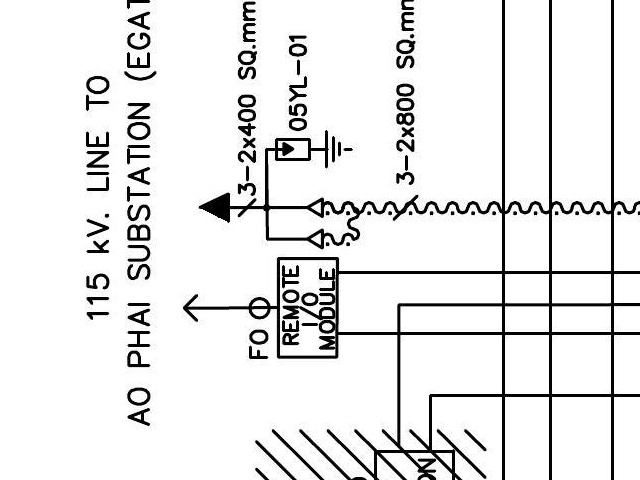 115 kV. LINE TO
AO PHAI SUBSTATION (EGAT
3-2x400 SQ.mm
05YL-01
3-2x800 SQ.mm
FO
REMOTE
I/O
MODULE